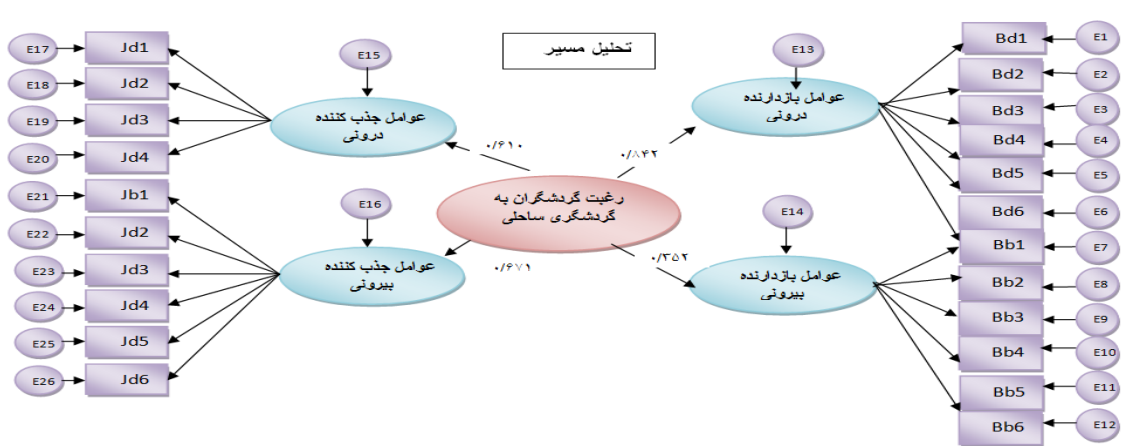 تحلیل مسیر
E17
Jd1
E18
Jd2
E19
Jd3
E20
Jd4
E21
Jb1
E22
Jd2
E23
Jd3
E24
Jd4
E25
Jd5
E26
Jd6
E15
عوامل جذب کننده
درونی
E16
عوامل جذب کننده
بیرونی
۰/۶۱۰
۰/۶۷۱
رغبت گردشگران به
گردشگری ساحلی
۰/۸۴۲
۰/۳۵۲
E13
عوامل بازدارنده
درونی
E14
عوامل بازدارنده
بیرونی
Bd1
E1
Bd2
E2
Bd3
E3
Bd4
E4
Bd5
E5
Bd6
E6
Bb1
E7
Bb2
E8
Bb3
E9
Bb4
E10
Bb5
E11
Bb6
E12